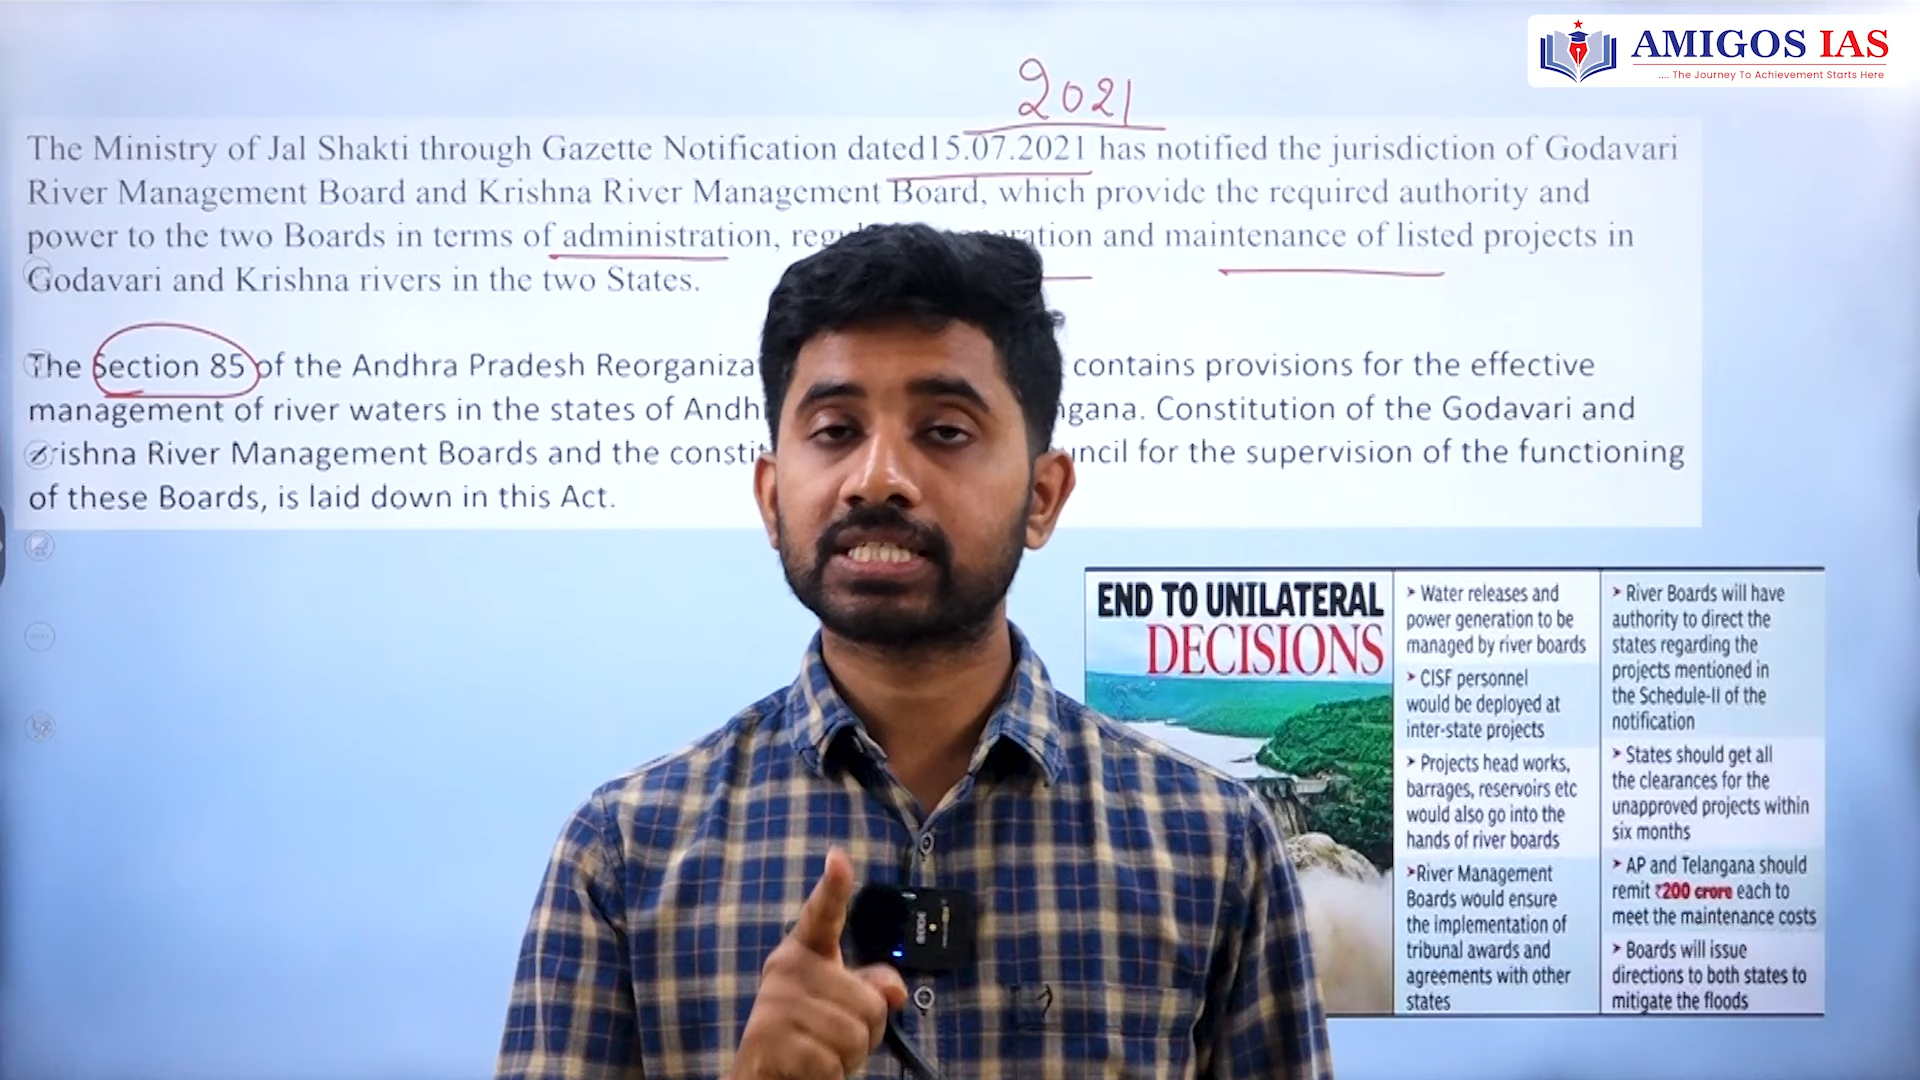 AMIGOS IAS
.... The Journey To Achievement Starts Here
2021
The Ministry of Jal Shakti through Gazette Notification dated15.07.2021 has notified the jurisdiction of Godavari
River Management Board and Krishna River Management Board, which provide the required authority and
power to the two Boards in terms of administration, and maintenance of listed projects in
Godavari and Krishna rivers in the two States.
The Section 85 of the Andhra Pradesh contains provisions for the effective
management of river waters in the states of Constitution of the Godavari and
River Management Boards and the for the supervision of the functioning
of these Boards, is laid down in this Act.
END TO UNILATERAL
DECISIONS
➤ Water releases and
power generation to be
managed by river boards
➤ CISF personnel
would be deployed at
inter-state projects
➤ Projects head works,
barrages, reservoirs etc
would also go into the
hands of river boards
➤River Management
Boards would ensure
the implementation of
tribunal awards and
agreements with other
states
➤ River Boards will have
authority to direct the
states regarding the
projects mentioned in
the Schedule-II of the
notification
➤ States should get all
the clearances for the
unapproved projects within
six months
➤ AP and Telangana should
remit ₹200 crore each to
meet the maintenance costs
➤ Boards will issue
directions to both states to
mitigate the floods